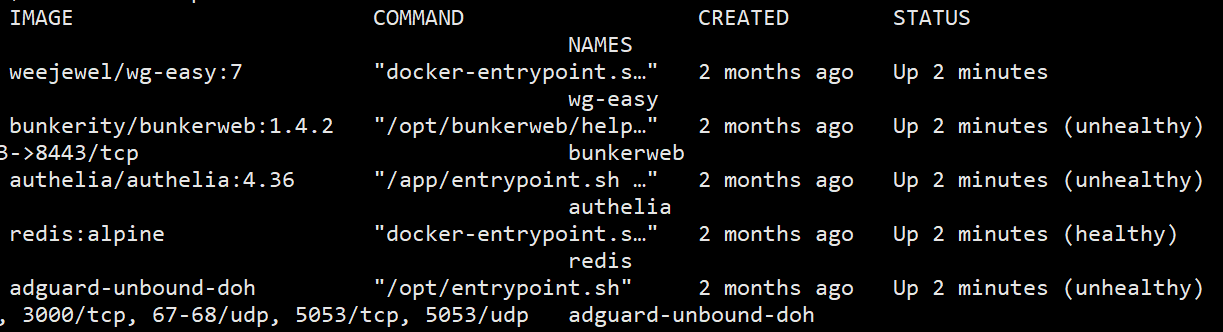 IMAGE COMMAND CREATED STATUS
NAMES
weejewel/wg-easy:7 "docker-entrypoint.s…" 2 months ago Up 2 minutes
wg-easy
bunkerity/bunkerweb:1.4.2 "/opt/bunkerweb/help…" 2 months ago Up 2 minutes (unhealthy)
3->8443/tcp bunkerweb
authelia/authelia:4.36 "/app/entrypoint.sh …" 2 months ago Up 2 minutes (unhealthy)
authelia
redis:alpine "docker-entrypoint.s…" 2 months ago Up 2 minutes (healthy)
redis
adguard-unbound-doh "/opt/entrypoint.sh" 2 months ago Up 2 minutes (unhealthy)
, 3000/tcp, 67-68/udp, 5053/tcp, 5053/udp adguard-unbound-doh